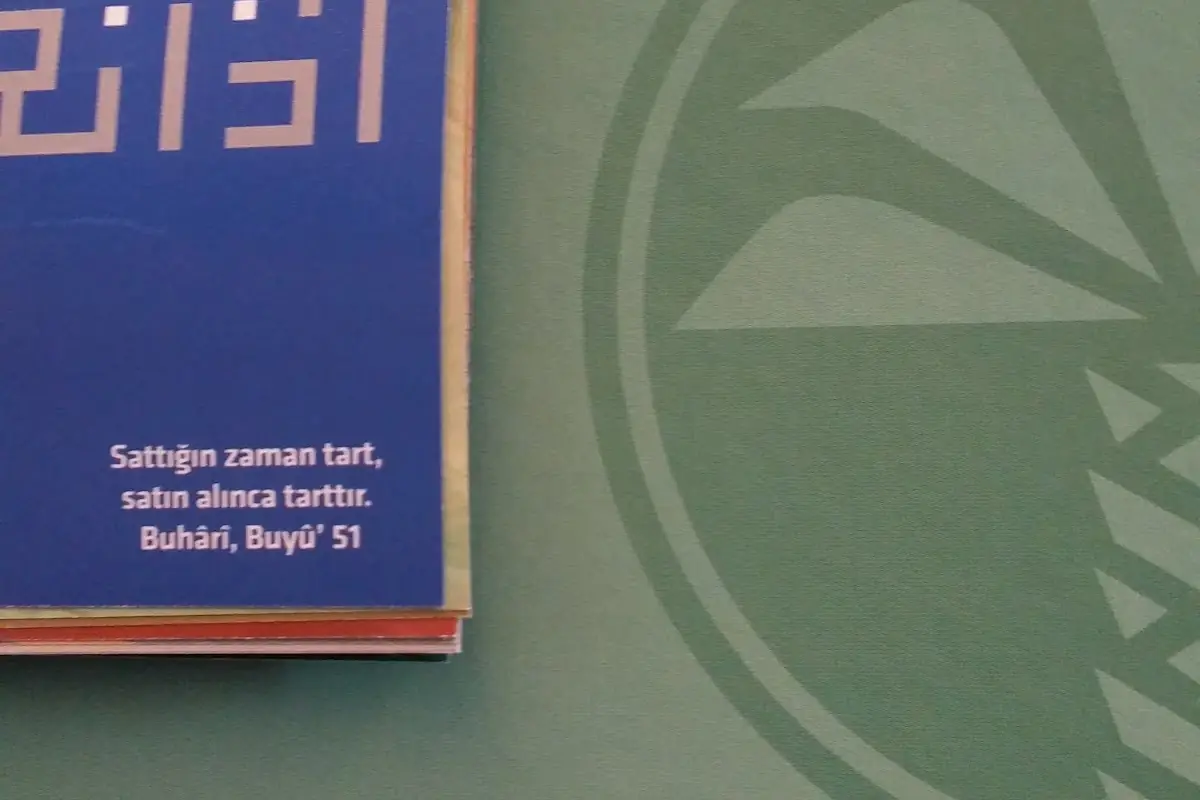 Sattığın zaman tart,
satın alınca tarttır.
Buhârî, Buyû' 51